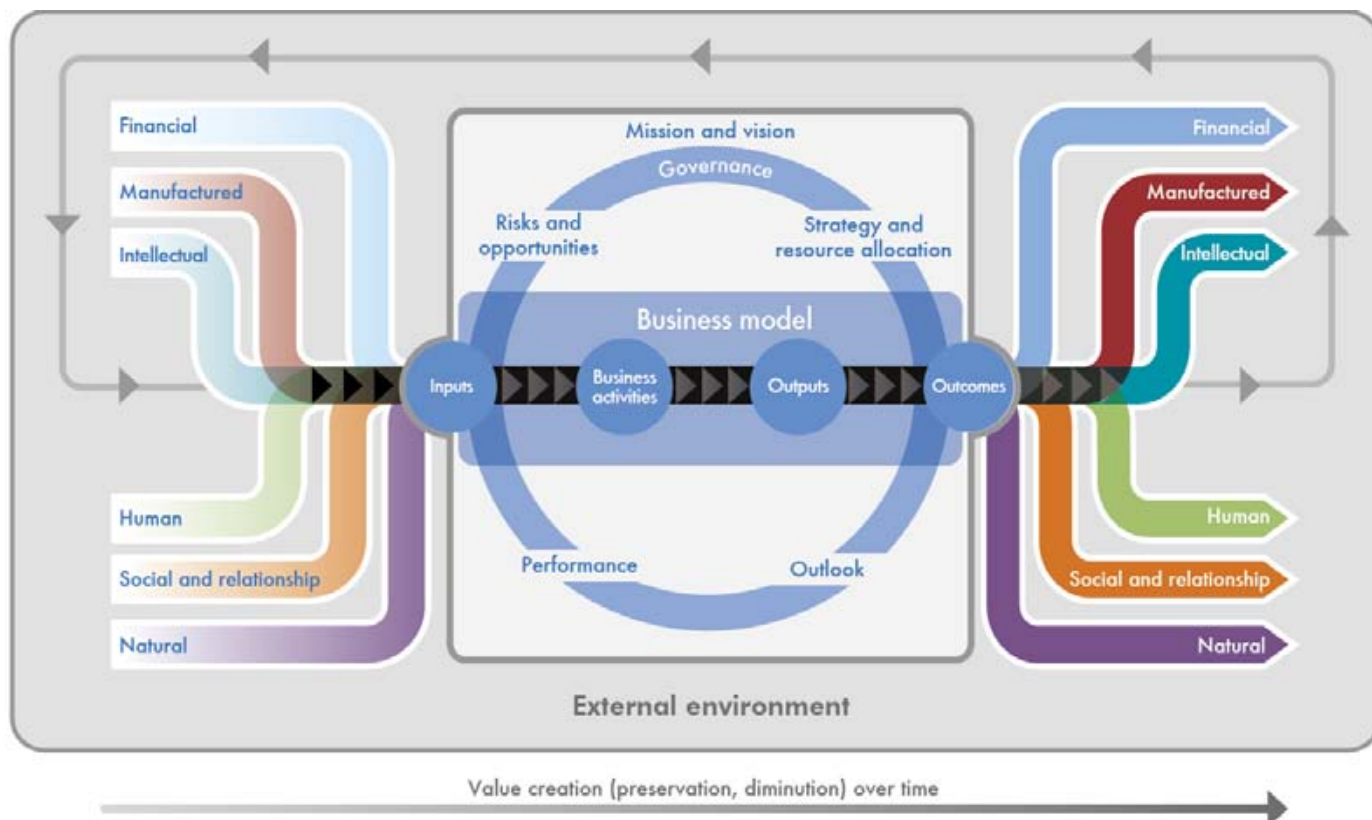 Financial
Manufactured
Intellectual
Human
Social and relationship
Natural
Mission and vision
Governance
Risks and
opportunities
Strategy and
resource allocation
Business model
Inputs
Business
activities
Outputs
Outcomes
Performance
Outlook
Financial
Manufactured
Intellectual
Human
Social and relationship
Natural
External environment
Value creation (preservation, diminution) over time